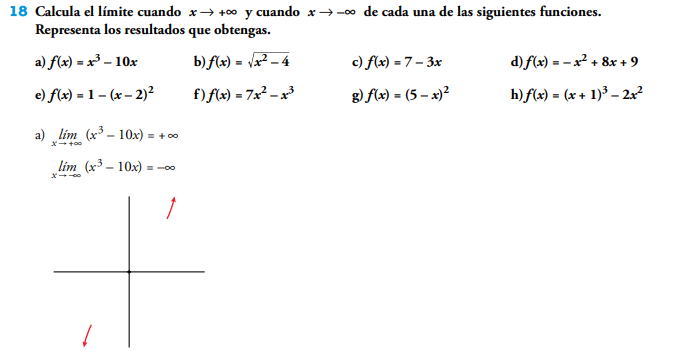 18 Calcula el límite cuando x → +∞ y cuando x → –∞ de cada una de las siguientes funciones.
Representa los resultados que obtengas.
a) f(x) = x³ – 10x b) f(x) = √x² – 4 c) f(x) = 7 – 3x d) f(x) = – x² + 8x + 9
e) f(x) = 1 – (x – 2)² f) f(x) = 7x² – x³ g) f(x) = (5 – x)² h) f(x) = (x + 1)³ – 2x²
a) lím x → +∞ (x³ – 10x) = + ∞
lím x → –∞ (x³ – 10x) = –∞